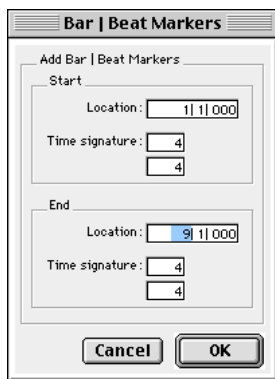 Bar | Beat Markers
Add Bar | Beat Markers
Start
Location: 1| 1| 000
Time signature: 4
4
End
Location: 9| 1| 000
Time signature: 4
4
Cancel OK